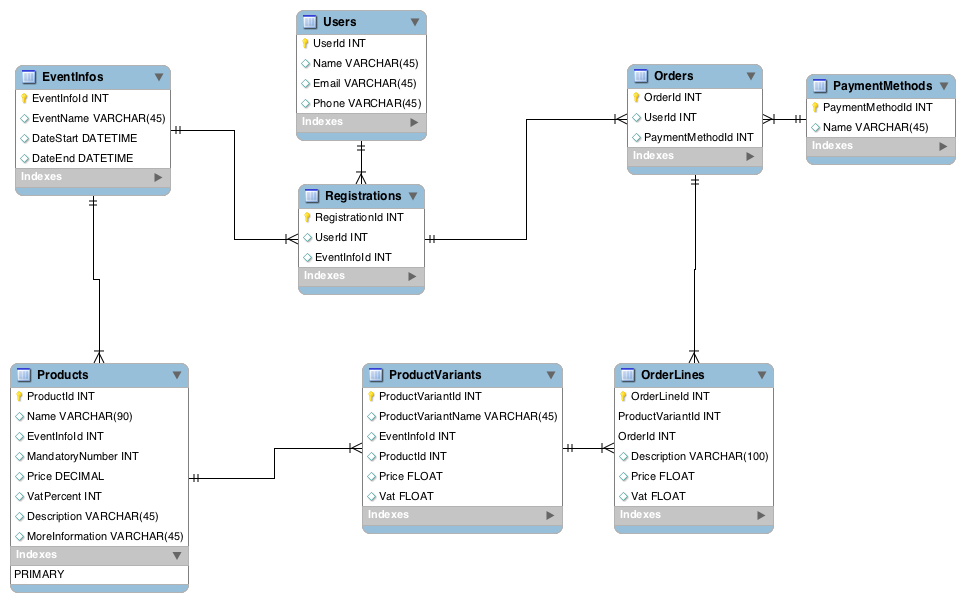 Users
UserId INT
Name VARCHAR(45)
Email VARCHAR(45)
Phone VARCHAR(45)
Indexes
EventInfos
EventInfoId INT
EventName VARCHAR(45)
DateStart DATETIME
DateEnd DATETIME
Indexes
Orders
OrderId INT
UserId INT
PaymentMethodId INT
Indexes
PaymentMethods
PaymentMethodId INT
Name VARCHAR(45)
Indexes
Registrations
RegistrationId INT
UserId INT
EventInfoId INT
Indexes
Products
ProductId INT
Name VARCHAR(90)
EventInfoId INT
MandatoryNumber INT
Price DECIMAL
VatPercent INT
Description VARCHAR(45)
MoreInformation VARCHAR(45)
Indexes
PRIMARY
ProductVariants
ProductVariantId INT
ProductVariantName VARCHAR(45)
EventInfoId INT
ProductId INT
Price FLOAT
Vat FLOAT
Indexes
OrderLines
OrderLineId INT
ProductVariantId INT
OrderId INT
Description VARCHAR(100)
Price FLOAT
Vat FLOAT
Indexes